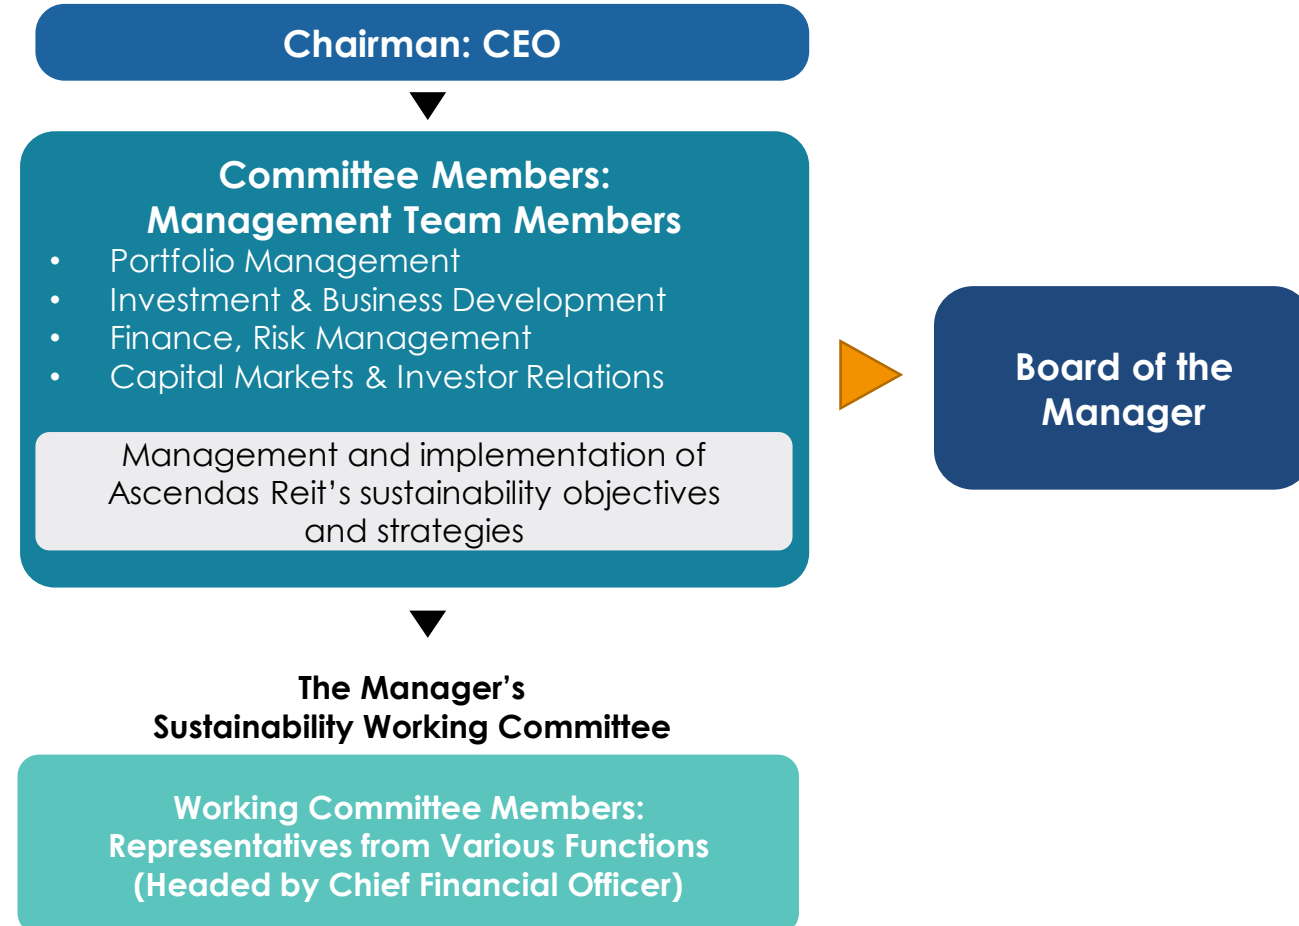 Chairman: CEO
Committee Members:
Management Team Members
• Portfolio Management
• Investment & Business Development
• Finance, Risk Management
• Capital Markets & Investor Relations
Management and implementation of
Ascendas Reit’s sustainability objectives
and strategies
Board of the
Manager
The Manager’s
Sustainability Working Committee
Working Committee Members:
Representatives from Various Functions
(Headed by Chief Financial Officer)